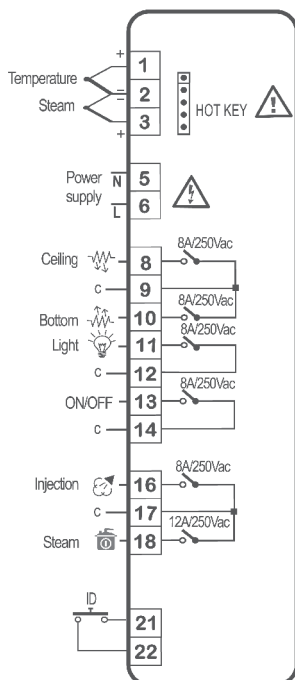 +
1
Temperature
−
2
−
Steam
3
+
HOT KEY
Power supply
N
5
L
6
Ceiling
8
8A/250Vac
c
9
Bottom
10
8A/250Vac
Light
11
8A/250Vac
c
12
ON/OFF
13
8A/250Vac
c
14
Injection
16
8A/250Vac
c
17
Steam
18
12A/250Vac
ID
21
22